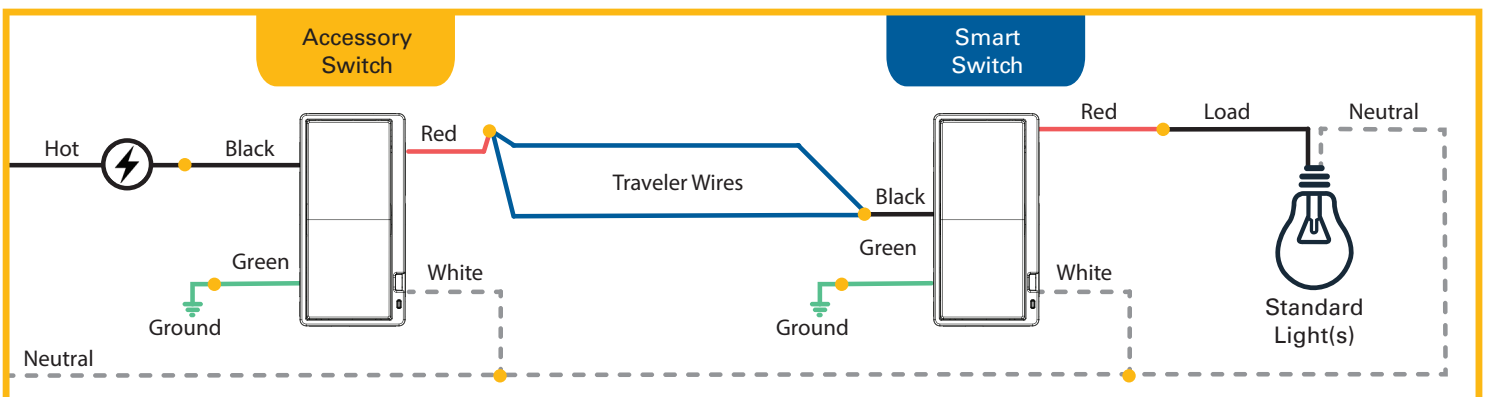 Accessory
Switch
Smart
Switch
Hot
Black
Red
Traveler Wires
Black
Red
Load
Neutral
Green
White
Green
White
Ground
Ground
Standard
Light(s)
Neutral